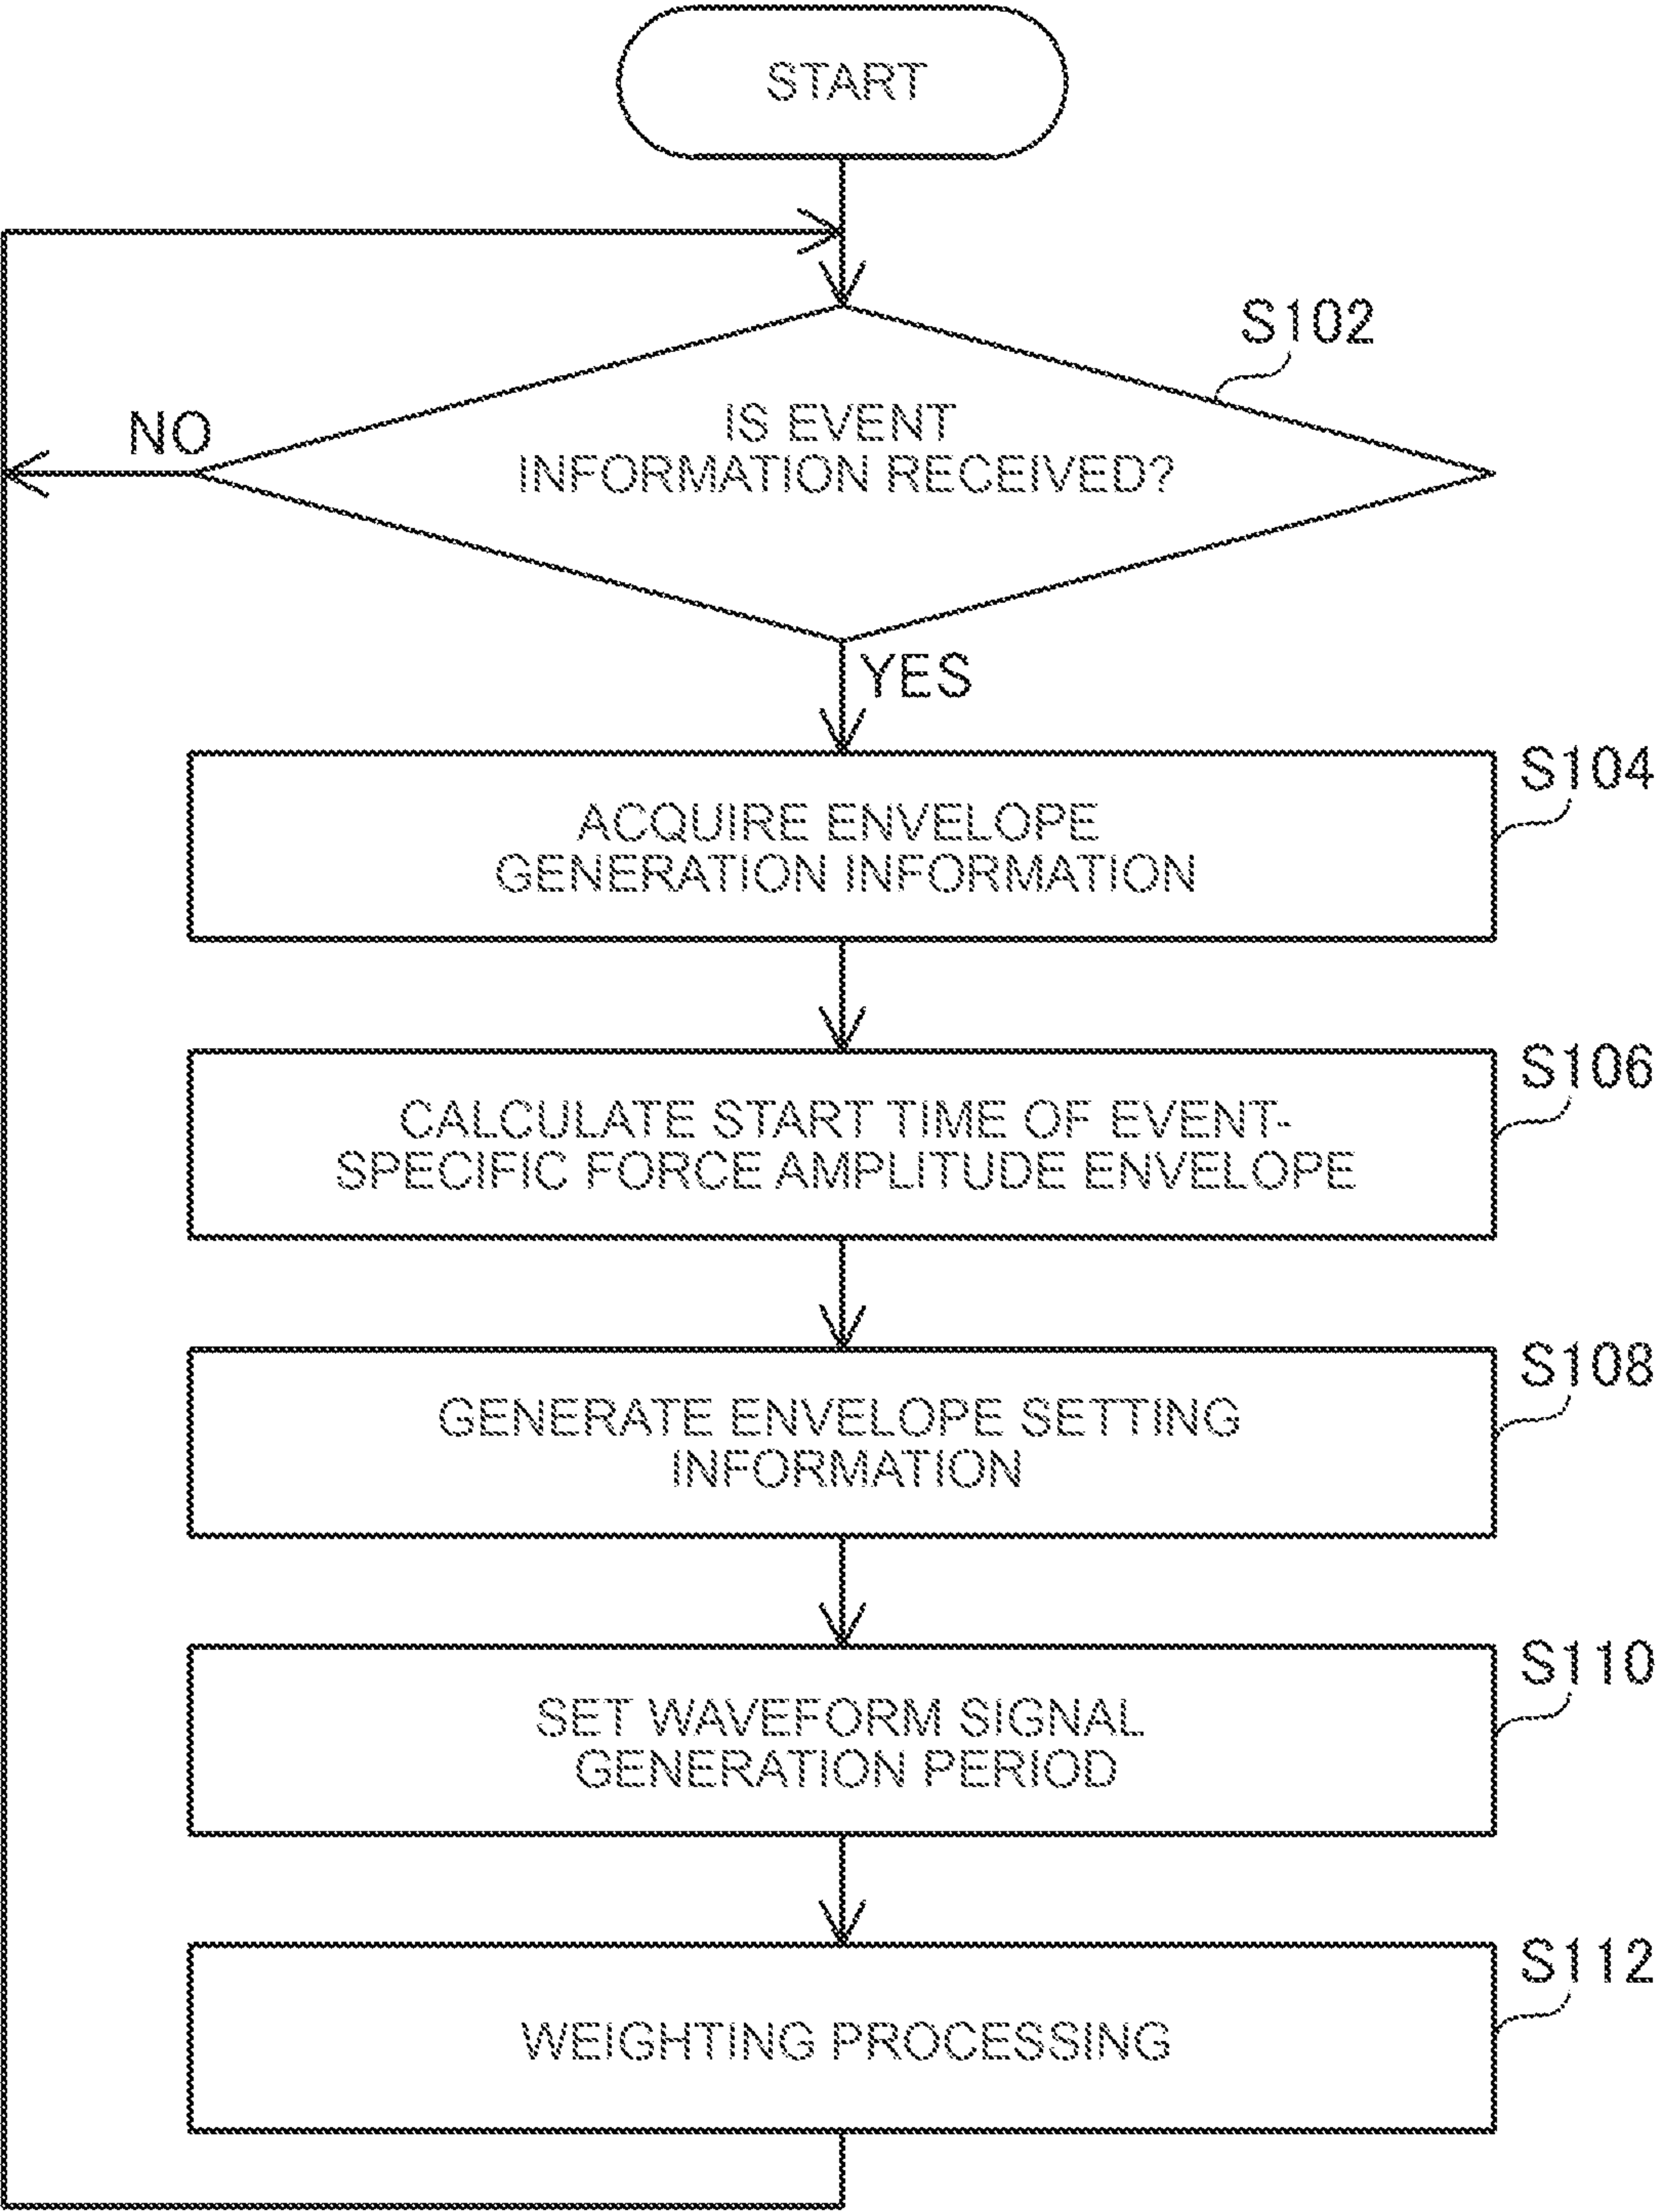 START
S102
IS EVENT
INFORMATION RECEIVED?
NO
YES
S104
ACQUIRE ENVELOPE
GENERATION INFORMATION
S106
CALCULATE START TIME OF EVENT-
SPECIFIC FORCE AMPLITUDE ENVELOPE
S108
GENERATE ENVELOPE SETTING
INFORMATION
S110
SET WAVEFORM SIGNAL
GENERATION PERIOD
S112
WEIGHTING PROCESSING